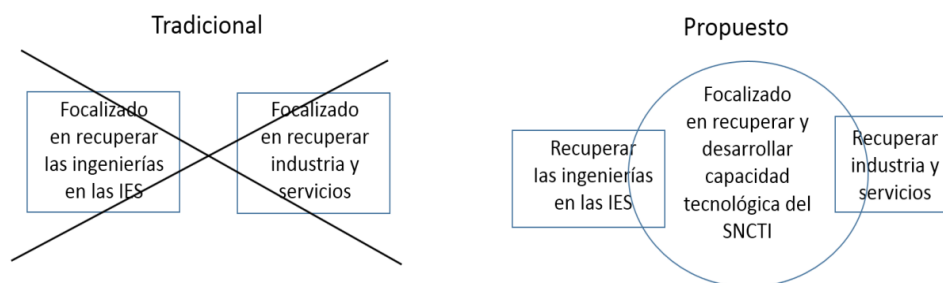 Tradicional
Focalizado
en recuperar
las ingenierías
en las IES
Focalizado
en recuperar
industria y
servicios
Propuesto
Recuperar
las ingenierías
en las IES
Focalizado
en recuperar y
desarrollar
capacidad
tecnológica del
SNCTI
Recuperar
industria y
servicios